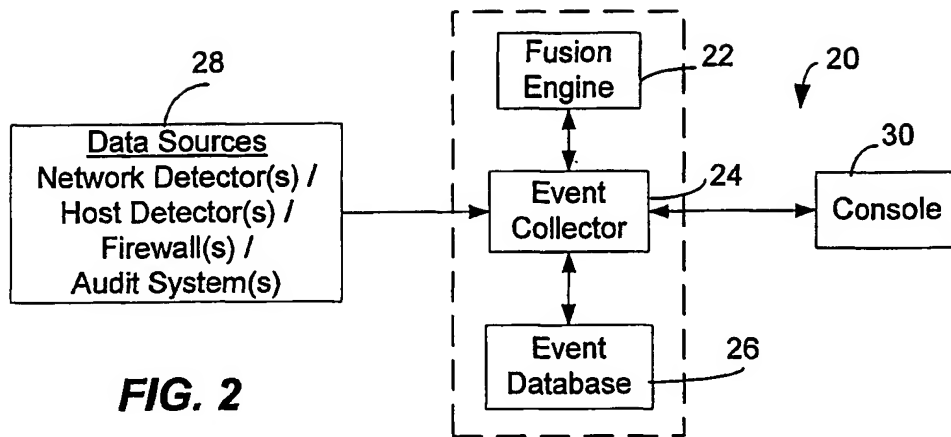 28
Data Sources
Network Detector(s) /
Host Detector(s) /
Firewall(s) /
Audit System(s)
Fusion
Engine
22
20
Event
Collector
24
30
Console
Event
Database
26
FIG. 2